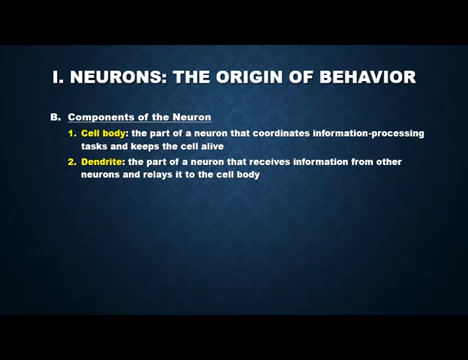 I. NEURONS: THE ORIGIN OF BEHAVIOR
B. Components of the Neuron
1. Cell body: the part of a neuron that coordinates information-processing
tasks and keeps the cell alive
2. Dendrite: the part of a neuron that receives information from other
neurons and relays it to the cell body